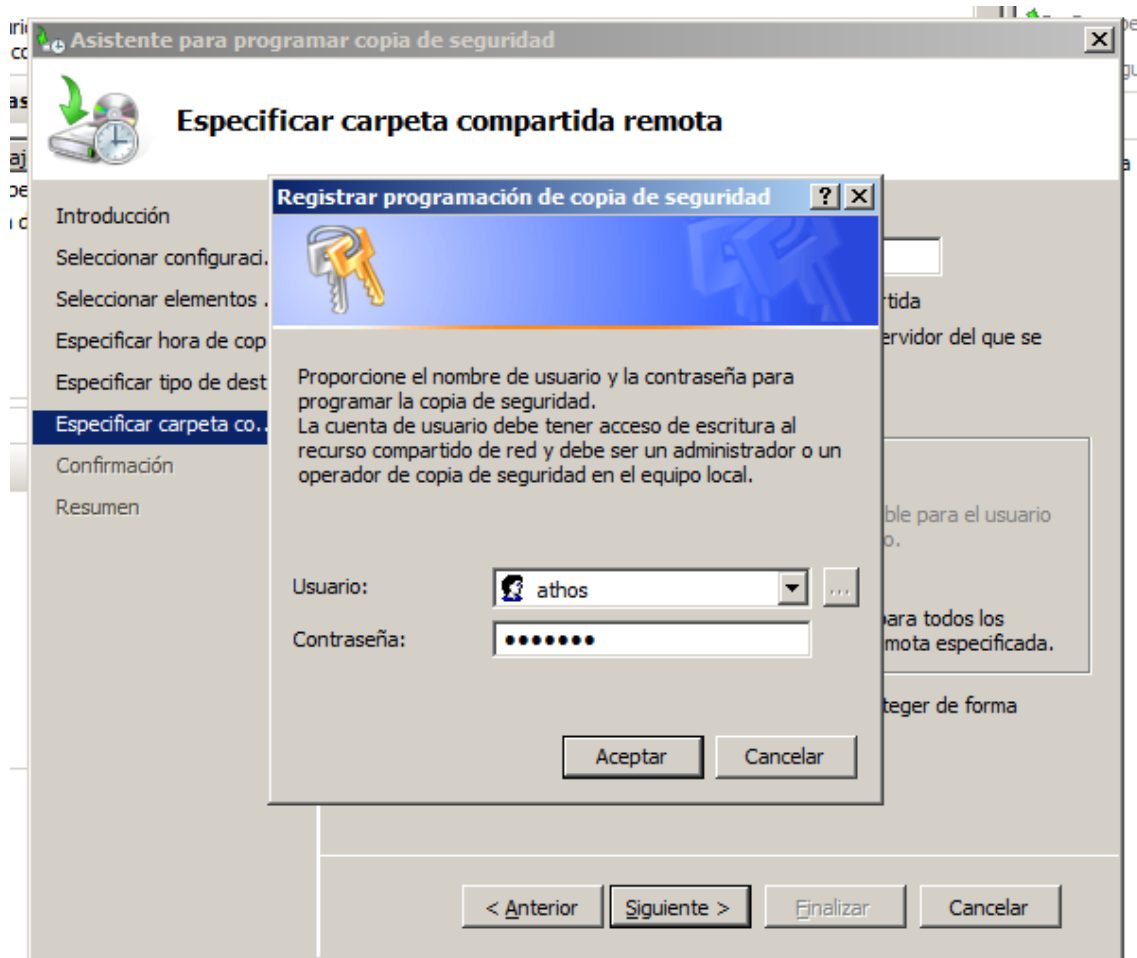 Asistente para programar copia de seguridad
Especificar carpeta compartida remota
Introducción
Seleccionar configuraci.
Seleccionar elementos .
Especificar hora de cop
Especificar tipo de dest
Especificar carpeta co..
Confirmación
Resumen
Registrar programación de copia de seguridad
Proporcione el nombre de usuario y la contraseña para
programar la copia de seguridad.
La cuenta de usuario debe tener acceso de escritura al
recurso compartido de red y debe ser un administrador o un
operador de copia de seguridad en el equipo local.
Usuario:
athos
...
Contraseña:
•••••••
Aceptar
Cancelar
rtida
ervidor del que se
ble para el usuario
o.
ara todos los
mota especificada.
teger de forma
< Anterior
Siguiente >
Finalizar
Cancelar